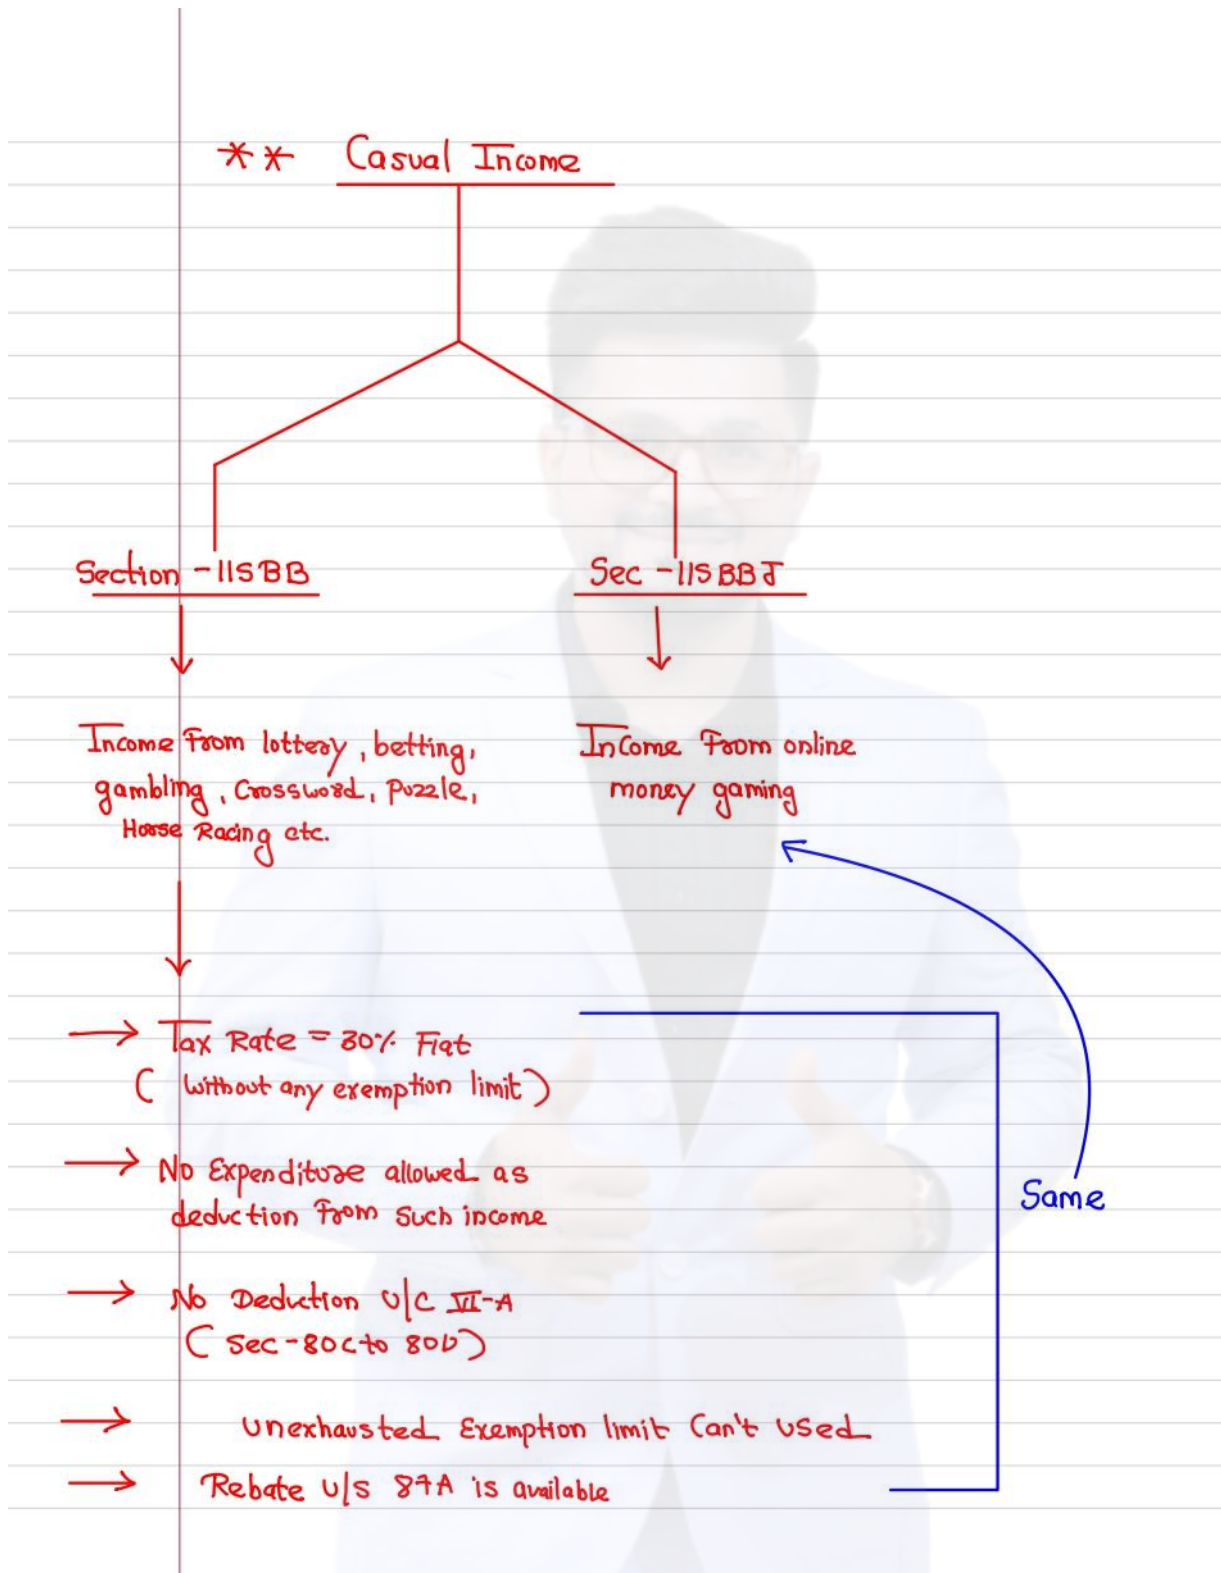 ** Casual Income
Section - 115BB
Sec - 115BBJ
Income From lottery, betting,
gambling, Crossword, Puzzle,
Horse Racing etc.
Income From online
money gaming
→ Tax Rate = 30% Flat
( without any exemption limit )
→ No Expenditure allowed as
deduction From Such income
→ No Deduction U/C VI-A
( Sec - 80C to 80U )
→ unexhausted Exemption limit Can't used
→ Rebate U/S 87A is available
Same